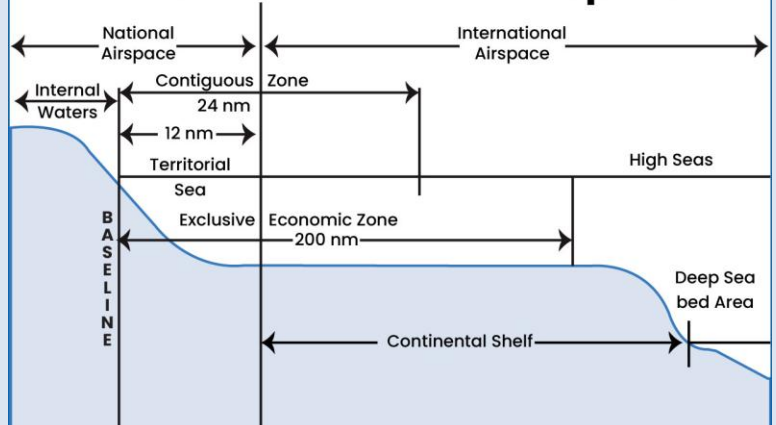 National
Airspace
International
Airspace
Internal
Waters
Contiguous Zone
24 nm
12 nm
Territorial
Sea
High Seas
Exclusive Economic Zone
200 nm
BASELINE
Deep Sea
bed Area
Continental Shelf